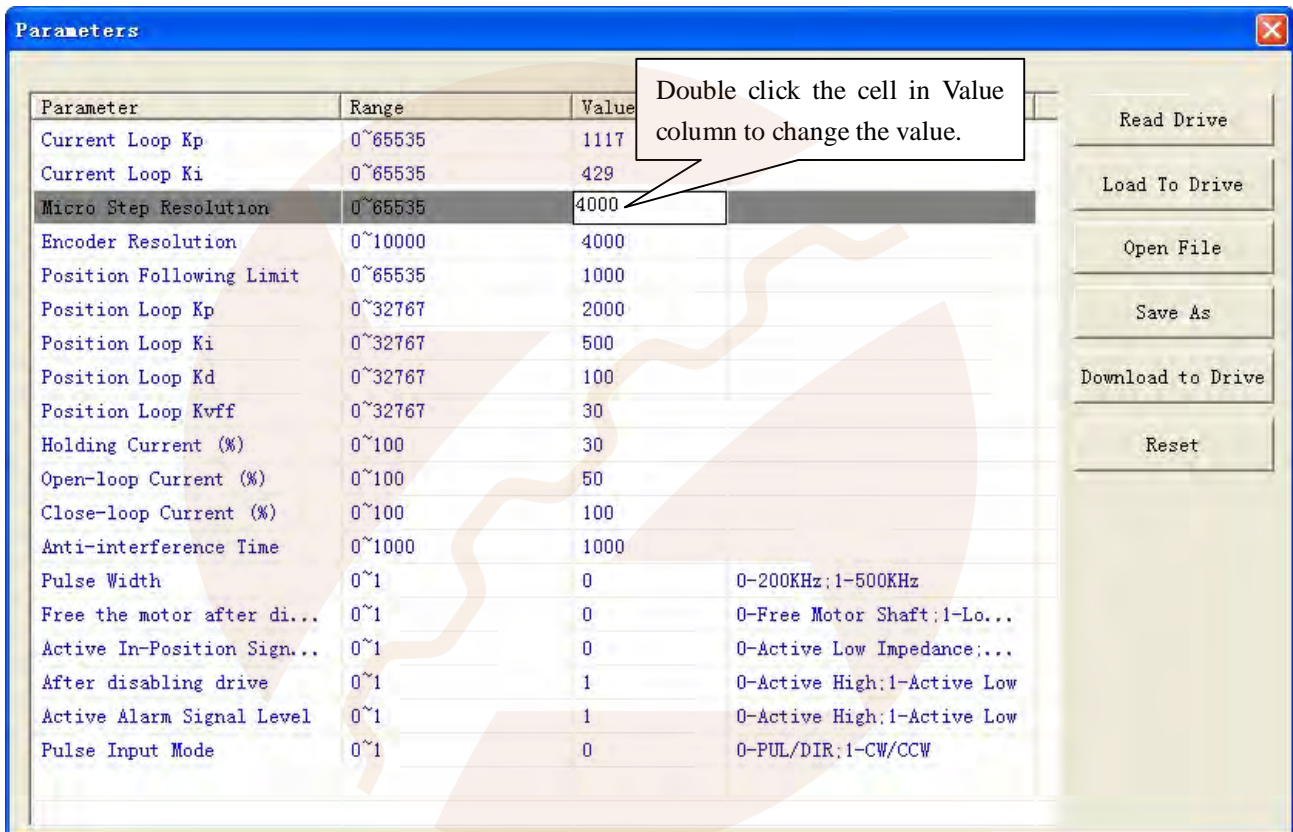 Parameters
Parameter Range Value
Double click the cell in Value
column to change the value.
Current Loop Kp 0~65535 1117
Current Loop Ki 0~65535 429
Micro Step Resolution 0~65535 4000
Encoder Resolution 0~10000 4000
Position Following Limit 0~65535 1000
Position Loop Kp 0~32767 2000
Position Loop Ki 0~32767 500
Position Loop Kd 0~32767 100
Position Loop Kvff 0~32767 30
Holding Current (%) 0~100 30
Open-loop Current (%) 0~100 50
Close-loop Current (%) 0~100 100
Anti-interference Time 0~1000 1000
Pulse Width 0~1 0 0-200KHz;1-500KHz
Free the motor after di... 0~1 0 0-Free Motor Shaft;1-Lo...
Active In-Position Sign... 0~1 0 0-Active Low Impedance;...
After disabling drive 0~1 1 0-Active High;1-Active Low
Active Alarm Signal Level 0~1 1 0-Active High;1-Active Low
Pulse Input Mode 0~1 0 0-PUL/DIR;1-CW/CCW
Read Drive
Load To Drive
Open File
Save As
Download to Drive
Reset